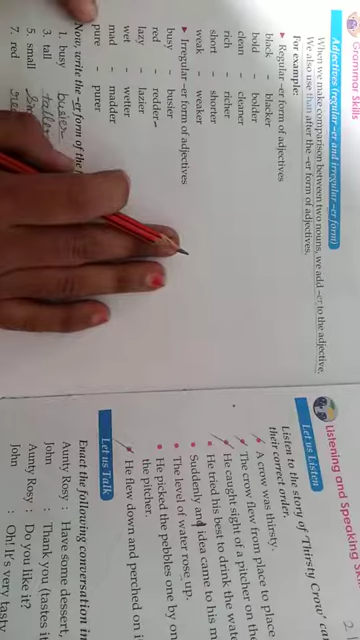 Grammar Skills
Adjectives (regular -er and irregular -er form)
When we make comparison between two nouns, we add -er to the adjective.
We also use than after the -er form of adjectives.
For example:
▸ Regular -er form of adjectives
black – blacker
bold – bolder
clean – cleaner
rich – richer
short – shorter
weak – weaker
▸ Irregular -er form of adjectives
busy – busier
red – redder
lazy – lazier
wet – wetter
mad – madder
pure – purer
Now, write the -er form of the
1. busy busier
3. tall taller
5. small
7. red
Listening and Speaking
Let us Listen
Listen to the story of 'Thirsty Crow'
their correct order.
• A crow was thirsty.
• The crow flew from place to place
• He caught sight of a pitcher on the
• He tried his best to drink the
• Suddenly and idea came to his
• The level of water rose up.
• He picked the pebbles one by
the pitcher.
• He flew down and perched on
Let us Talk
Enact the following conversation in
Aunty Rosy : Have some dessert,
John : Thank you (tastes
Aunty Rosy : Do you like it?
John : Oh! It's very tasty